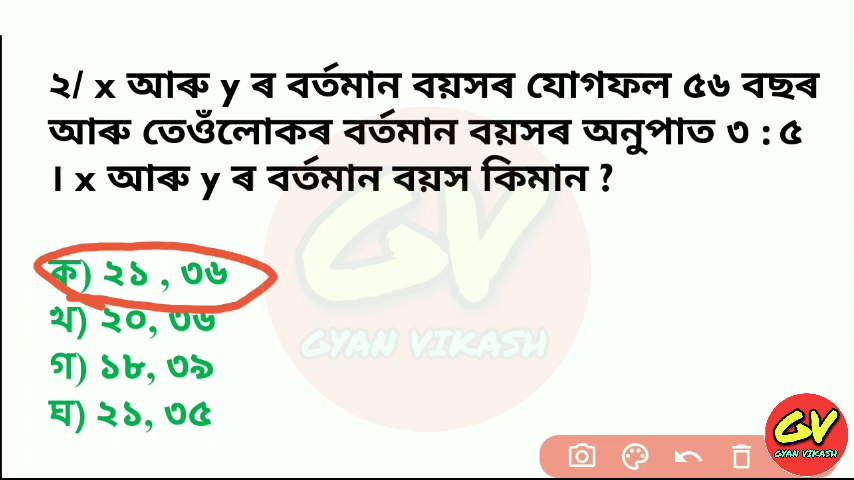 ২/ x আৰু y ৰ বৰ্তমান বয়সৰ যোগফল ৫৬ বছৰ
আৰু তেওঁলোকৰ বৰ্তমান বয়সৰ অনুপাত ৩ : ৫
। x আৰু y ৰ বৰ্তমান বয়স কিমান ?
ক) ২১ , ৩৬
খ) ২০, ৩৬
গ) ১৮, ৩৯
ঘ) ২১, ৩৫
GV
GYAN VIKASH
GV
GYAN VIKASH